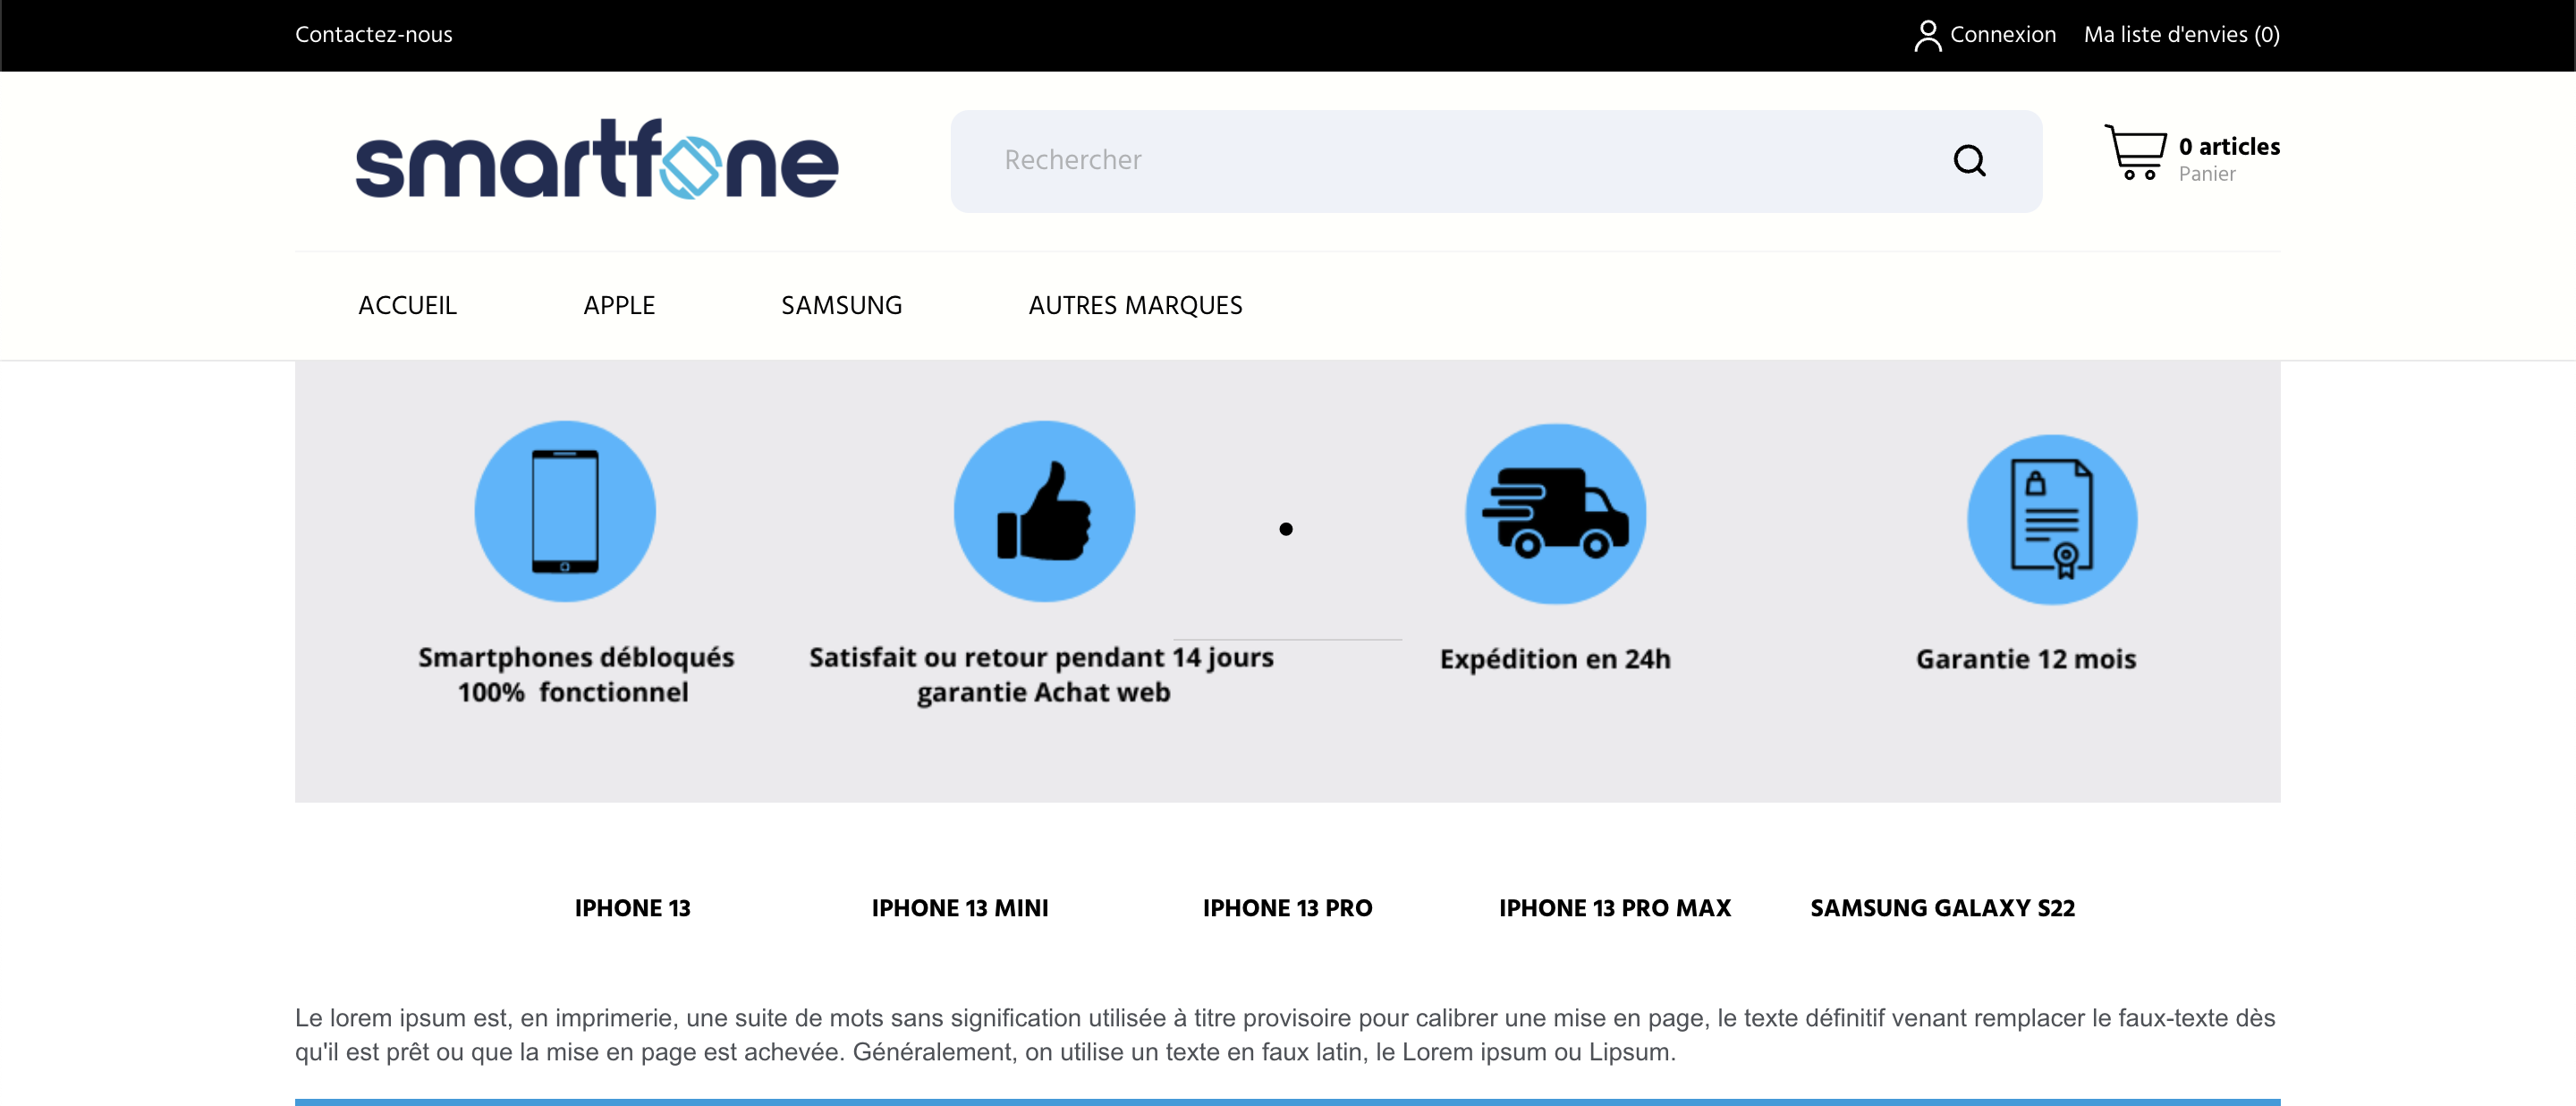 Contactez-nous
Connexion
Ma liste d'envies (0)
smartfone
Rechercher
0 articles
Panier
ACCUEIL
APPLE
SAMSUNG
AUTRES MARQUES
Smartphones débloqués
100% fonctionnel
Satisfait ou retour pendant 14 jours
garantie Achat web
Expédition en 24h
Garantie 12 mois
IPHONE 13
IPHONE 13 MINI
IPHONE 13 PRO
IPHONE 13 PRO MAX
SAMSUNG GALAXY S22
Le lorem ipsum est, en imprimerie, une suite de mots sans signification utilisée à titre provisoire pour calibrer une mise en page, le texte définitif venant remplacer le faux-texte dès
qu'il est prêt ou que la mise en page est achevée. Généralement, on utilise un texte en faux latin, le Lorem ipsum ou Lipsum.